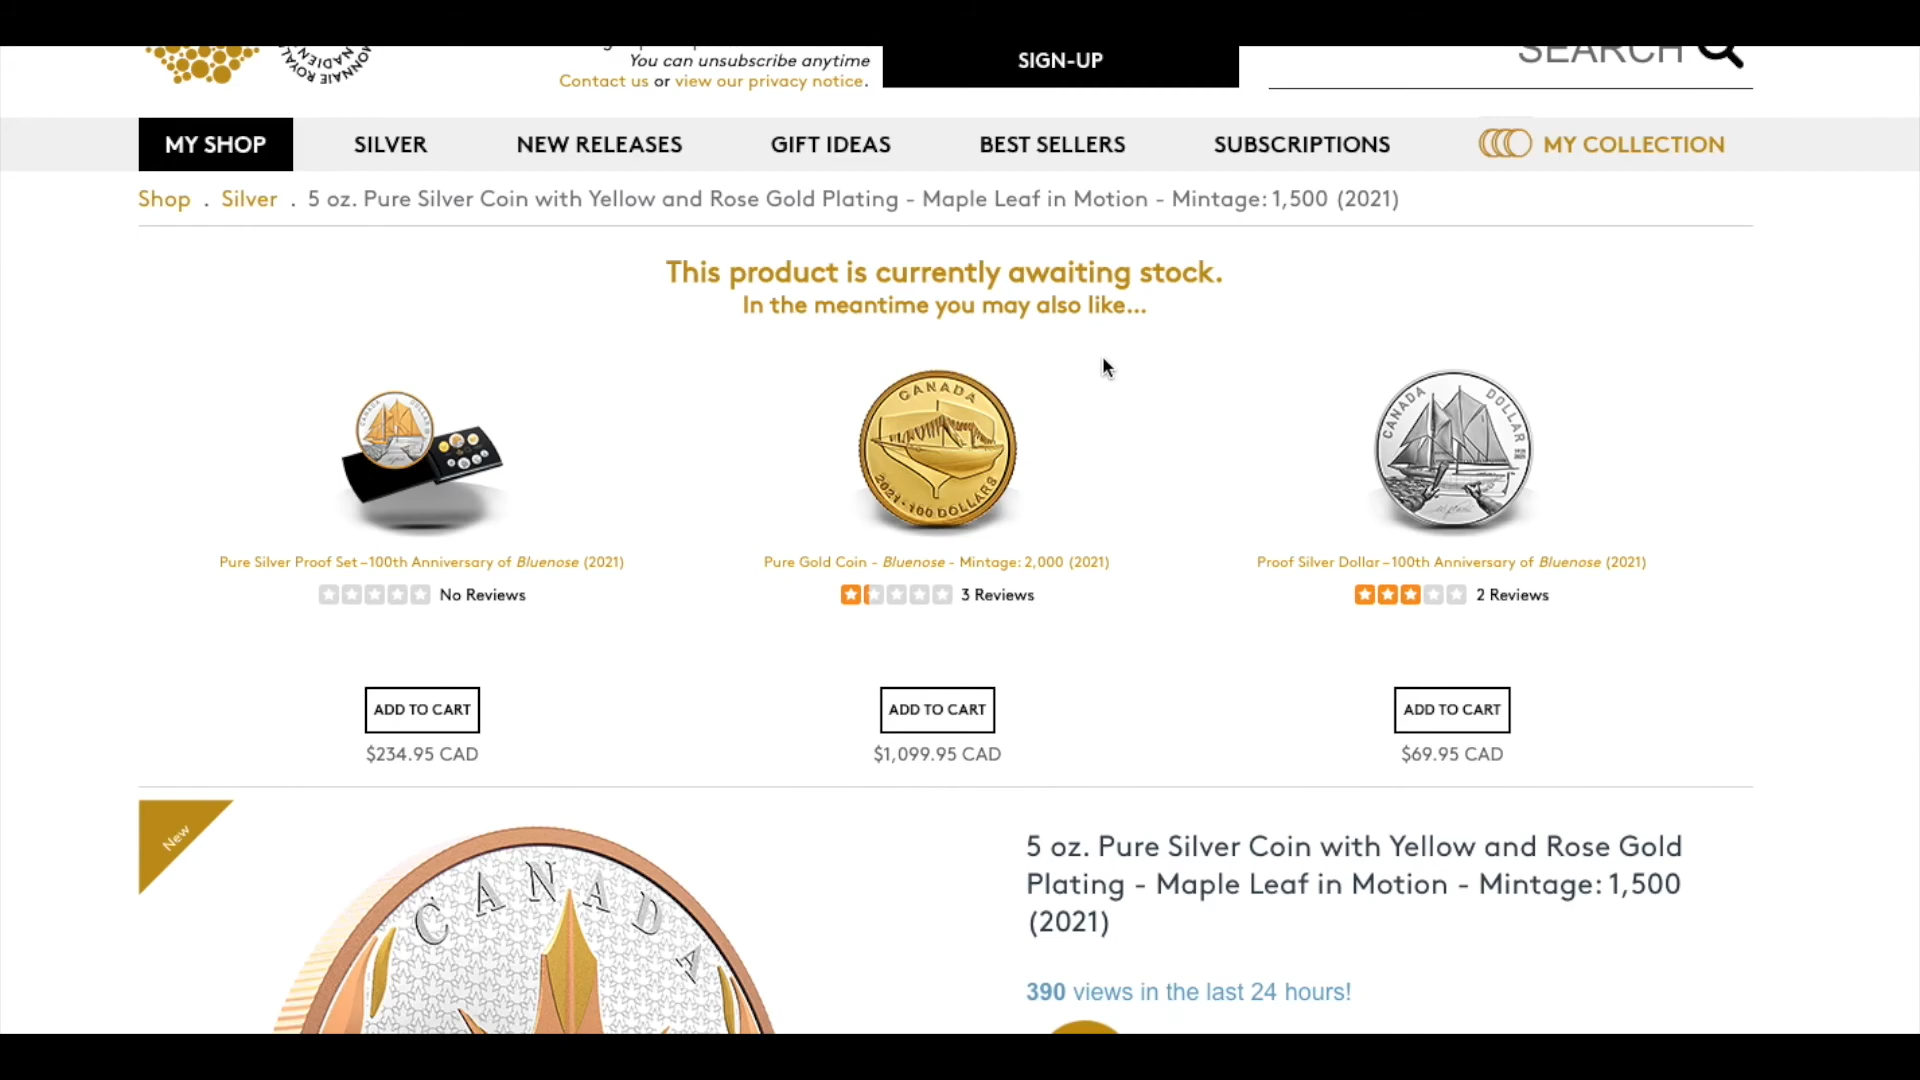 You can unsubscribe anytime
Contact us or view our privacy notice.
SIGN-UP
SEARCH
MY SHOP
SILVER
NEW RELEASES
GIFT IDEAS
BEST SELLERS
SUBSCRIPTIONS
MY COLLECTION
Shop . Silver . 5 oz. Pure Silver Coin with Yellow and Rose Gold Plating - Maple Leaf in Motion - Mintage: 1,500 (2021)
This product is currently awaiting stock.
In the meantime you may also like...
CANADA
DOLLAR
CANADA
2021 · 100 DOLLARS
CANADA
DOLLAR
Pure Silver Proof Set – 100th Anniversary of Bluenose (2021)
No Reviews
Pure Gold Coin - Bluenose - Mintage: 2,000 (2021)
3 Reviews
Proof Silver Dollar – 100th Anniversary of Bluenose (2021)
2 Reviews
ADD TO CART
$234.95 CAD
ADD TO CART
$1,099.95 CAD
ADD TO CART
$69.95 CAD
New
CANADA
5 oz. Pure Silver Coin with Yellow and Rose Gold
Plating - Maple Leaf in Motion - Mintage: 1,500
(2021)
390 views in the last 24 hours!